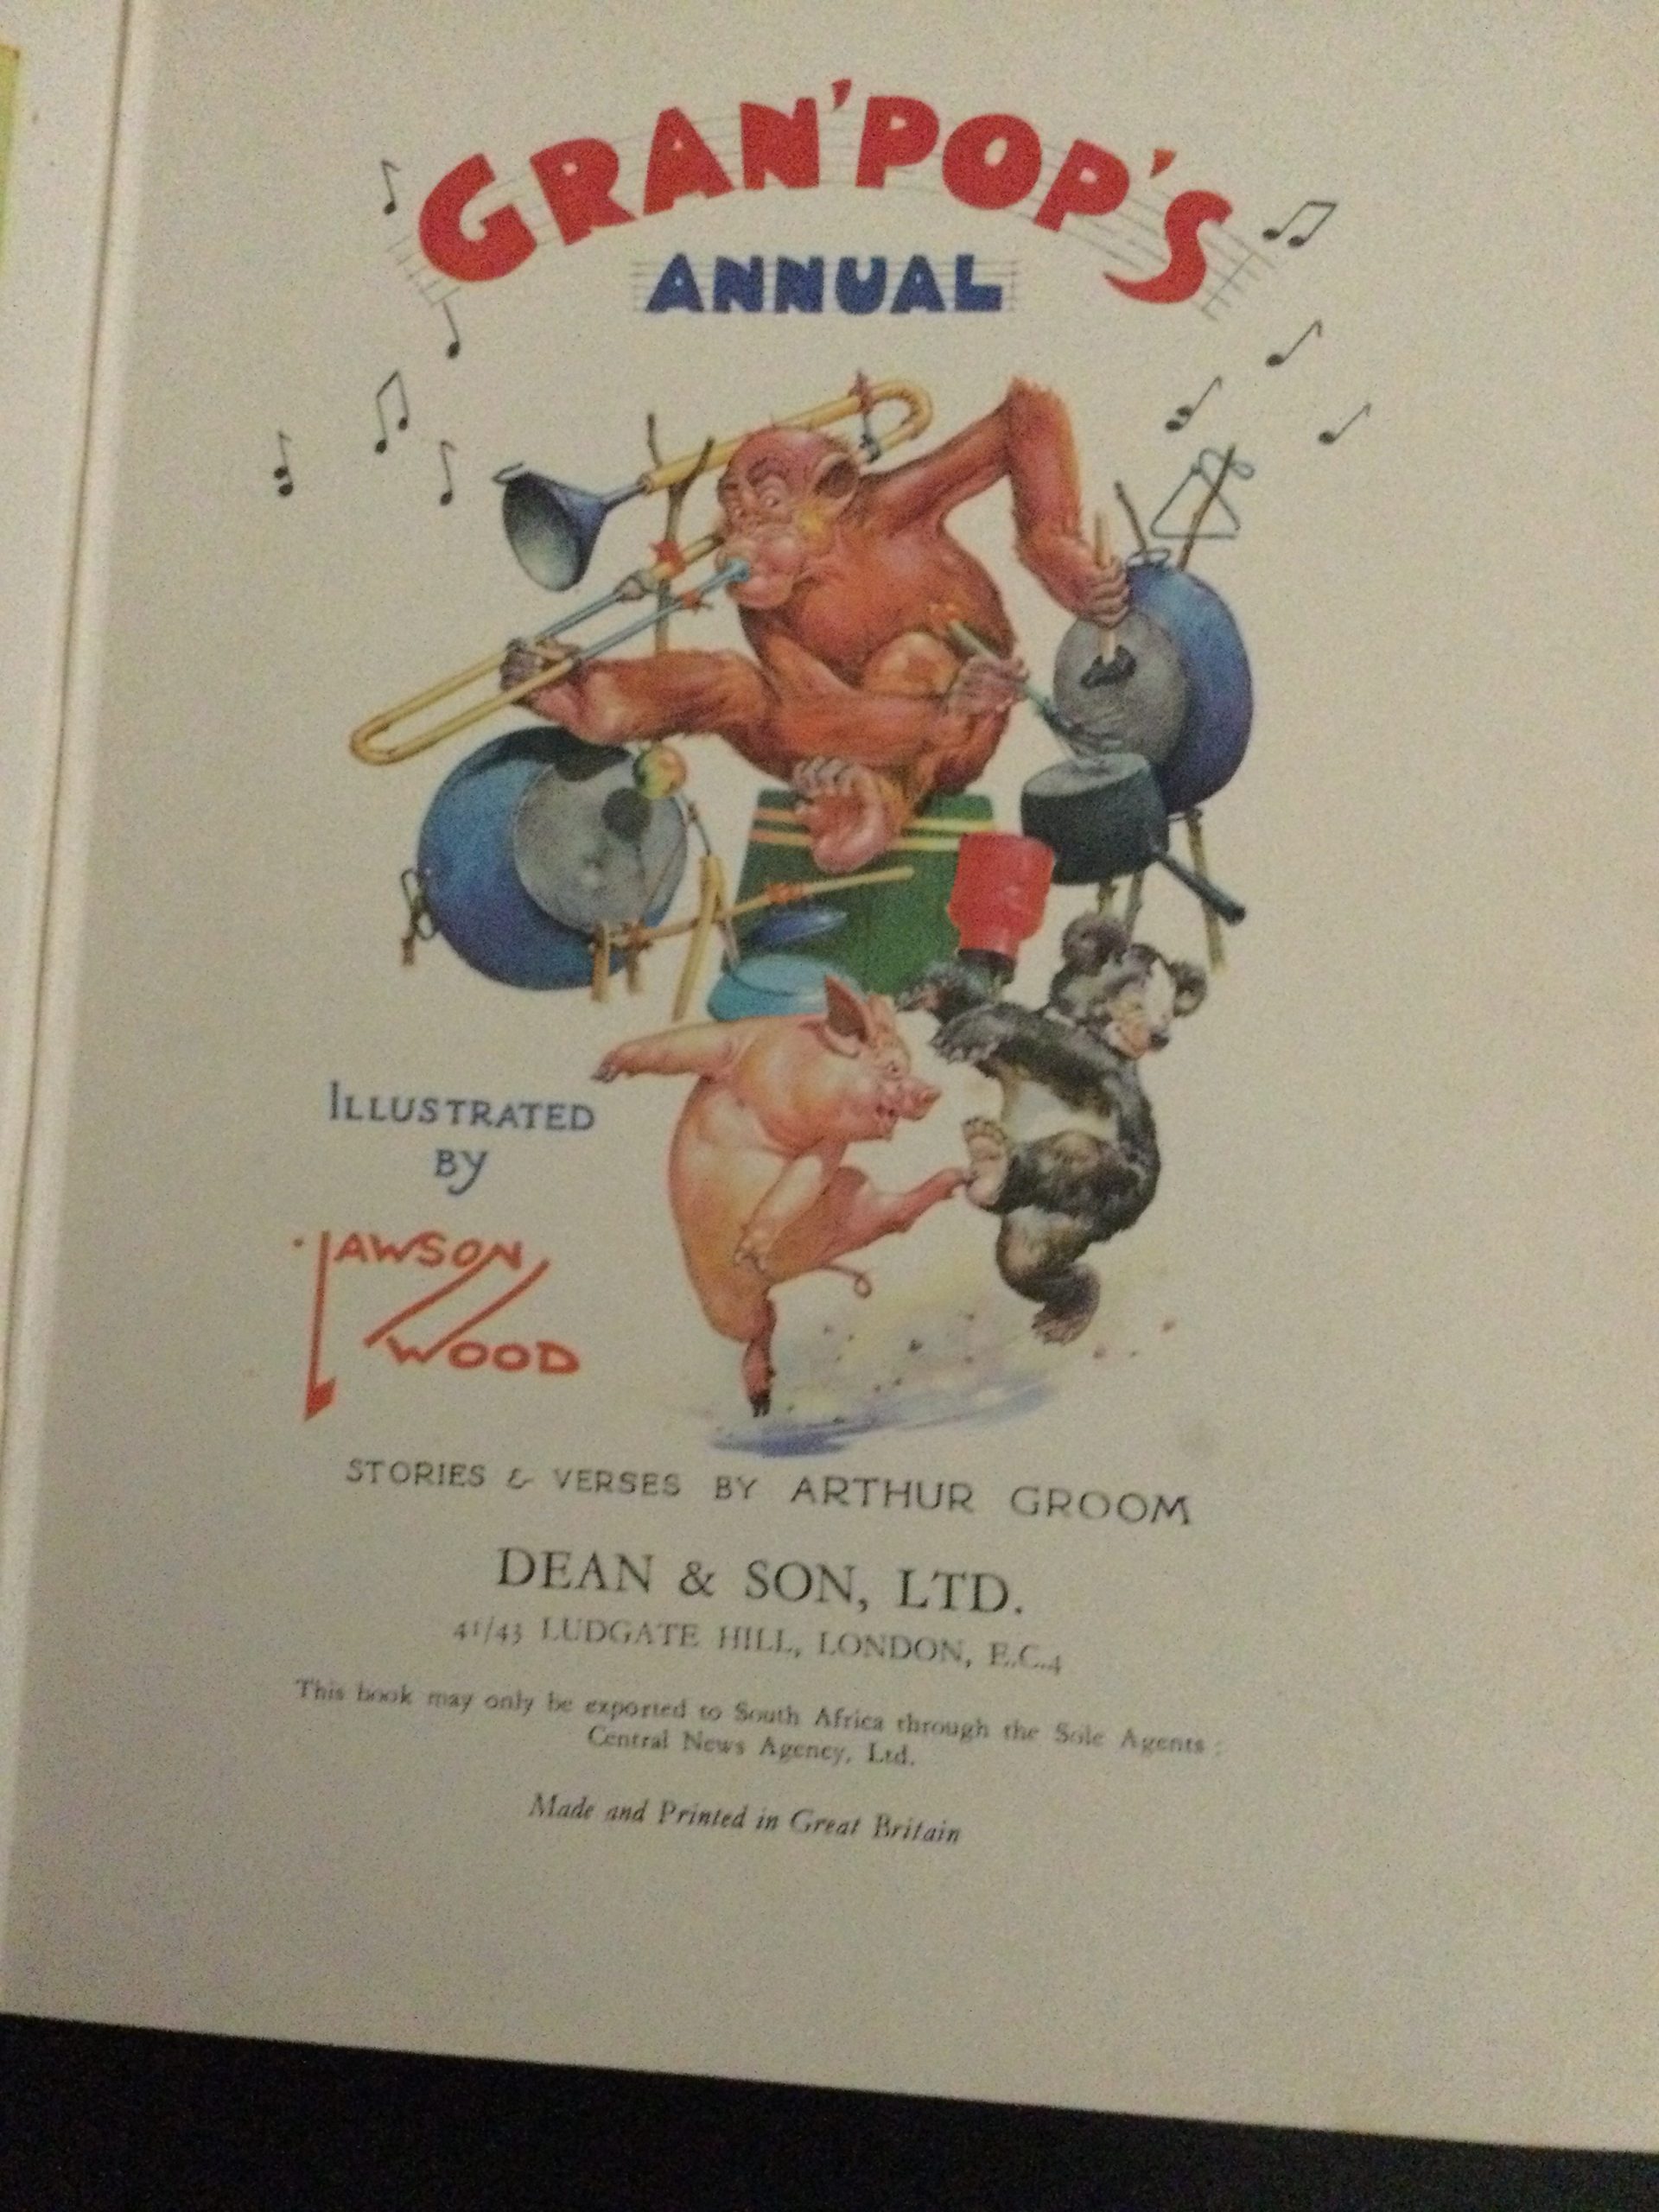 GRAN'POP'S
ANNUAL
ILLUSTRATED
BY
LAWSON
WOOD
STORIES & VERSES BY ARTHUR GROOM
DEAN & SON, LTD.
41/43 LUDGATE HILL, LONDON, E.C.4
This book may only be exported to South Africa through the Sole Agents :
Central News Agency, Ltd.
Made and Printed in Great Britain